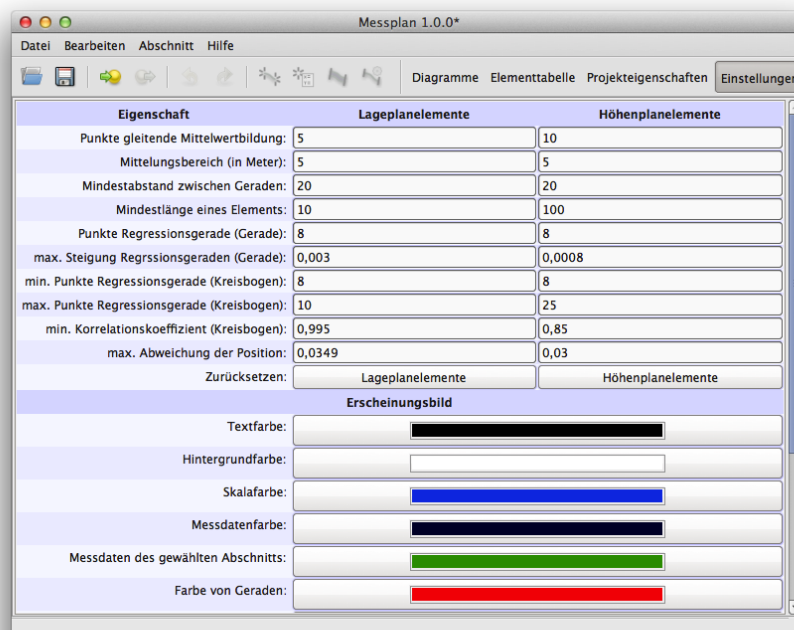 Messplan 1.0.0*
Datei Bearbeiten Abschnitt Hilfe
Diagramme Elementtabelle Projekteigenschaften Einstellungen
Eigenschaft Lageplanelemente Höhenplanelemente
Punkte gleitende Mittelwertbildung: 5 10
Mittelungsbereich (in Meter): 5 5
Mindestabstand zwischen Geraden: 20 20
Mindestlänge eines Elements: 10 100
Punkte Regressionsgerade (Gerade): 8 8
max. Steigung Regrssionsgeraden (Gerade): 0,003 0,0008
min. Punkte Regressionsgerade (Kreisbogen): 8 8
max. Punkte Regressionsgerade (Kreisbogen): 10 25
min. Korrelationskoeffizient (Kreisbogen): 0,995 0,85
max. Abweichung der Position: 0,0349 0,03
Zurücksetzen: Lageplanelemente Höhenplanelemente
Erscheinungsbild
Textfarbe:
Hintergrundfarbe:
Skalafarbe:
Messdatenfarbe:
Messdaten des gewählten Abschnitts:
Farbe von Geraden: